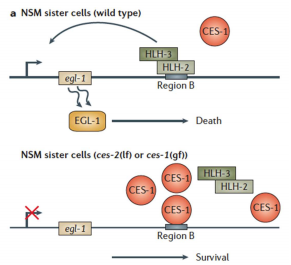 a NSM sister cells (wild type)
CES-1
HLH-3
HLH-2
egl-1
Region B
EGL-1
Death
NSM sister cells (ces-2(lf) or ces-1(gf))
CES-1
CES-1
HLH-3
HLH-2
CES-1
CES-1
egl-1
Region B
Survival